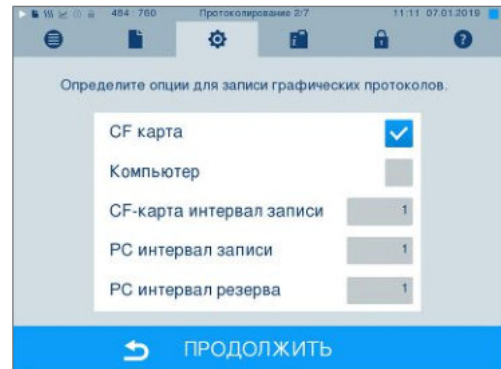 484 : 760 Протоколирование 2/7 11:11 07.01.2019
Определите опции для записи графических протоколов.
CF карта
Компьютер
CF-карта интервал записи 1
PC интервал записи 1
PC интервал резерва 1
ПРОДОЛЖИТЬ